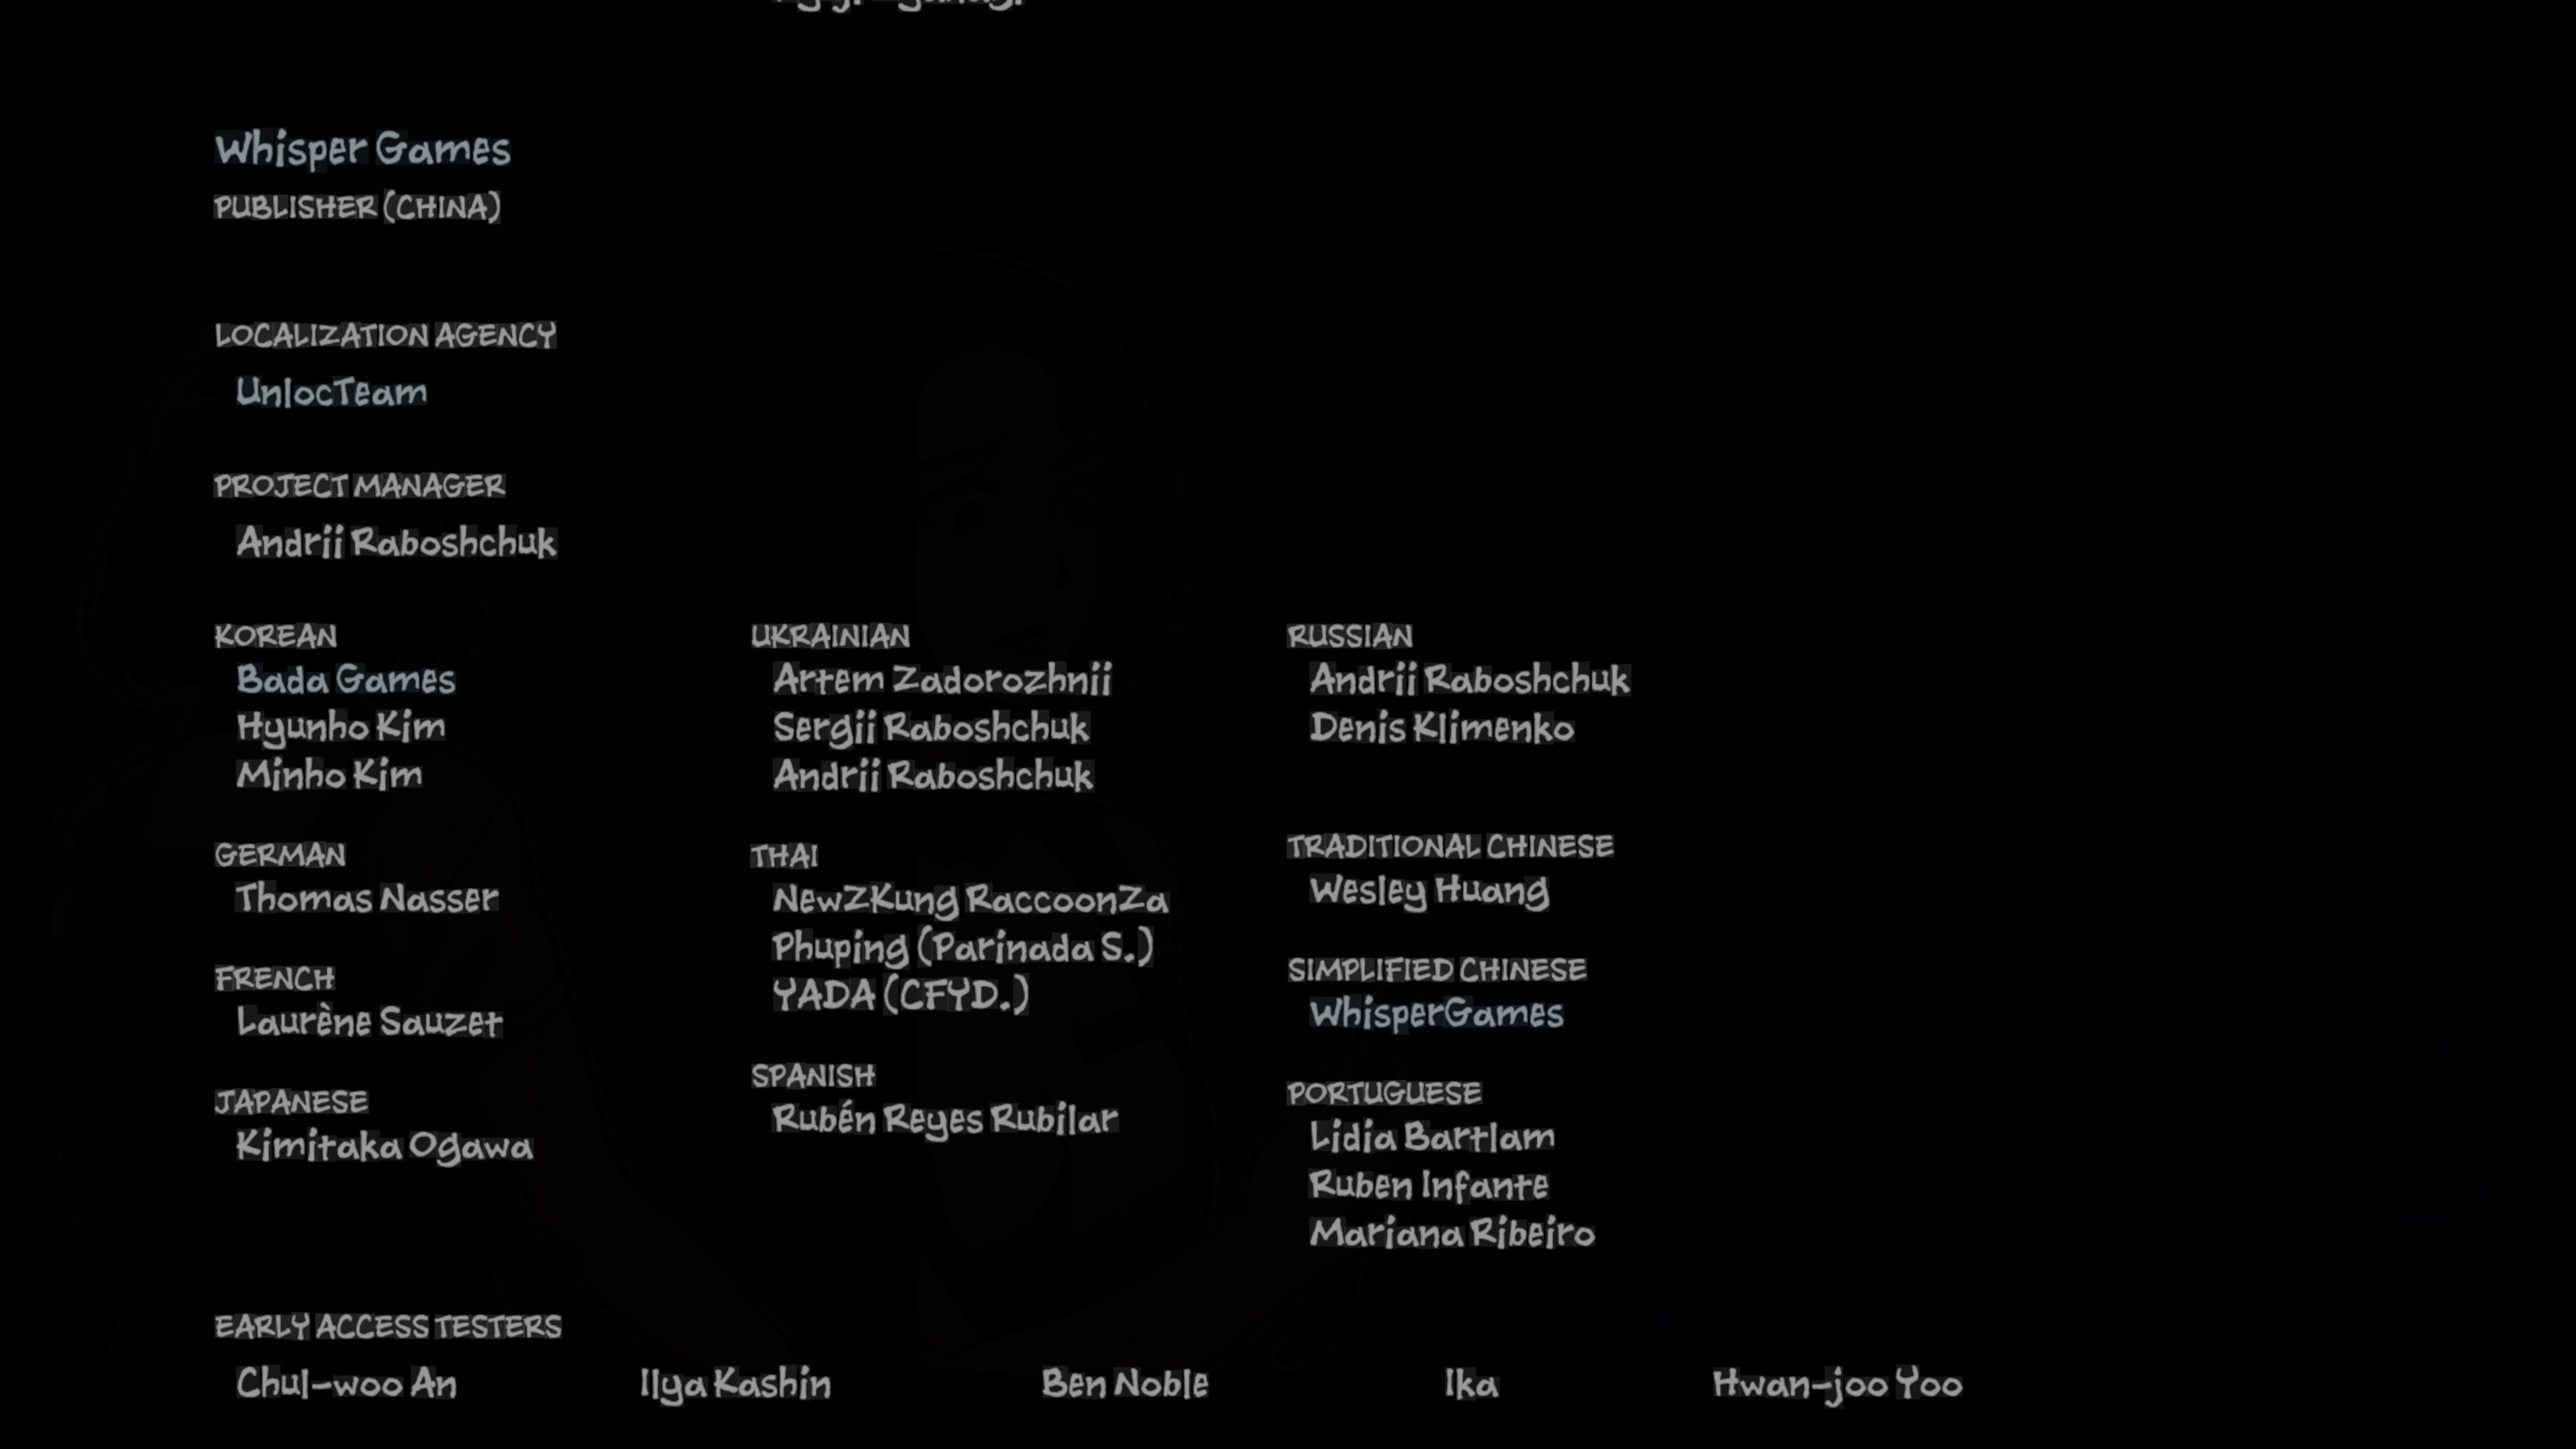 Whisper Games
PUBLISHER (CHINA)
LOCALIZATION AGENCY
UnlocTeam
PROJECT MANAGER
Andrii Raboshchuk
KOREAN
Bada Games
Hyunho Kim
Minho Kim
GERMAN
Thomas Nasser
FRENCH
Laurène Sauzet
JAPANESE
Kimitaka Ogawa
UKRAINIAN
Artem Zadorozhnii
Sergii Raboshchuk
Andrii Raboshchuk
THAI
NewZKung RaccoonZa
Phuping (Parinada S.)
YADA (CFYD.)
SPANISH
Rubén Reyes Rubilar
RUSSIAN
Andrii Raboshchuk
Denis Klimenko
TRADITIONAL CHINESE
Wesley Huang
SIMPLIFIED CHINESE
WhisperGames
PORTUGUESE
Lidia Bartlam
Ruben Infante
Mariana Ribeiro
EARLY ACCESS TESTERS
Chul-woo An
Ilya Kashin
Ben Noble
Ika
Hwan-joo Yoo